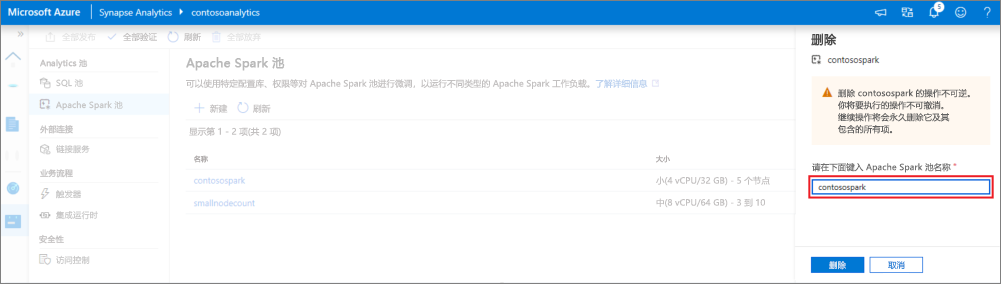 Microsoft Azure
Synapse Analytics
contosoanalytics
5
?
»
全部发布
全部验证
刷新
全部放弃
Analytics 池
SQL 池
Apache Spark 池
外部连接
链接服务
业务流程
触发器
集成运行时
安全性
访问控制
Apache Spark 池
可以使用特定配置库、权限等对 Apache Spark 池进行微调，以运行不同类型的 Apache Spark 工作负载。了解详细信息
新建
刷新
显示第 1 - 2 项(共 2 项)
名称 大小
contosospark 小(4 vCPU/32 GB) - 5 个节点
smallnodecount 中(8 vCPU/64 GB) - 3 到 10
删除
contosospark
删除 contosospark 的操作不可逆。
你将要执行的操作不可撤消。
继续操作将会永久删除它及其
包含的所有项。
请在下面键入 Apache Spark 池名称 *
contosospark
删除
取消